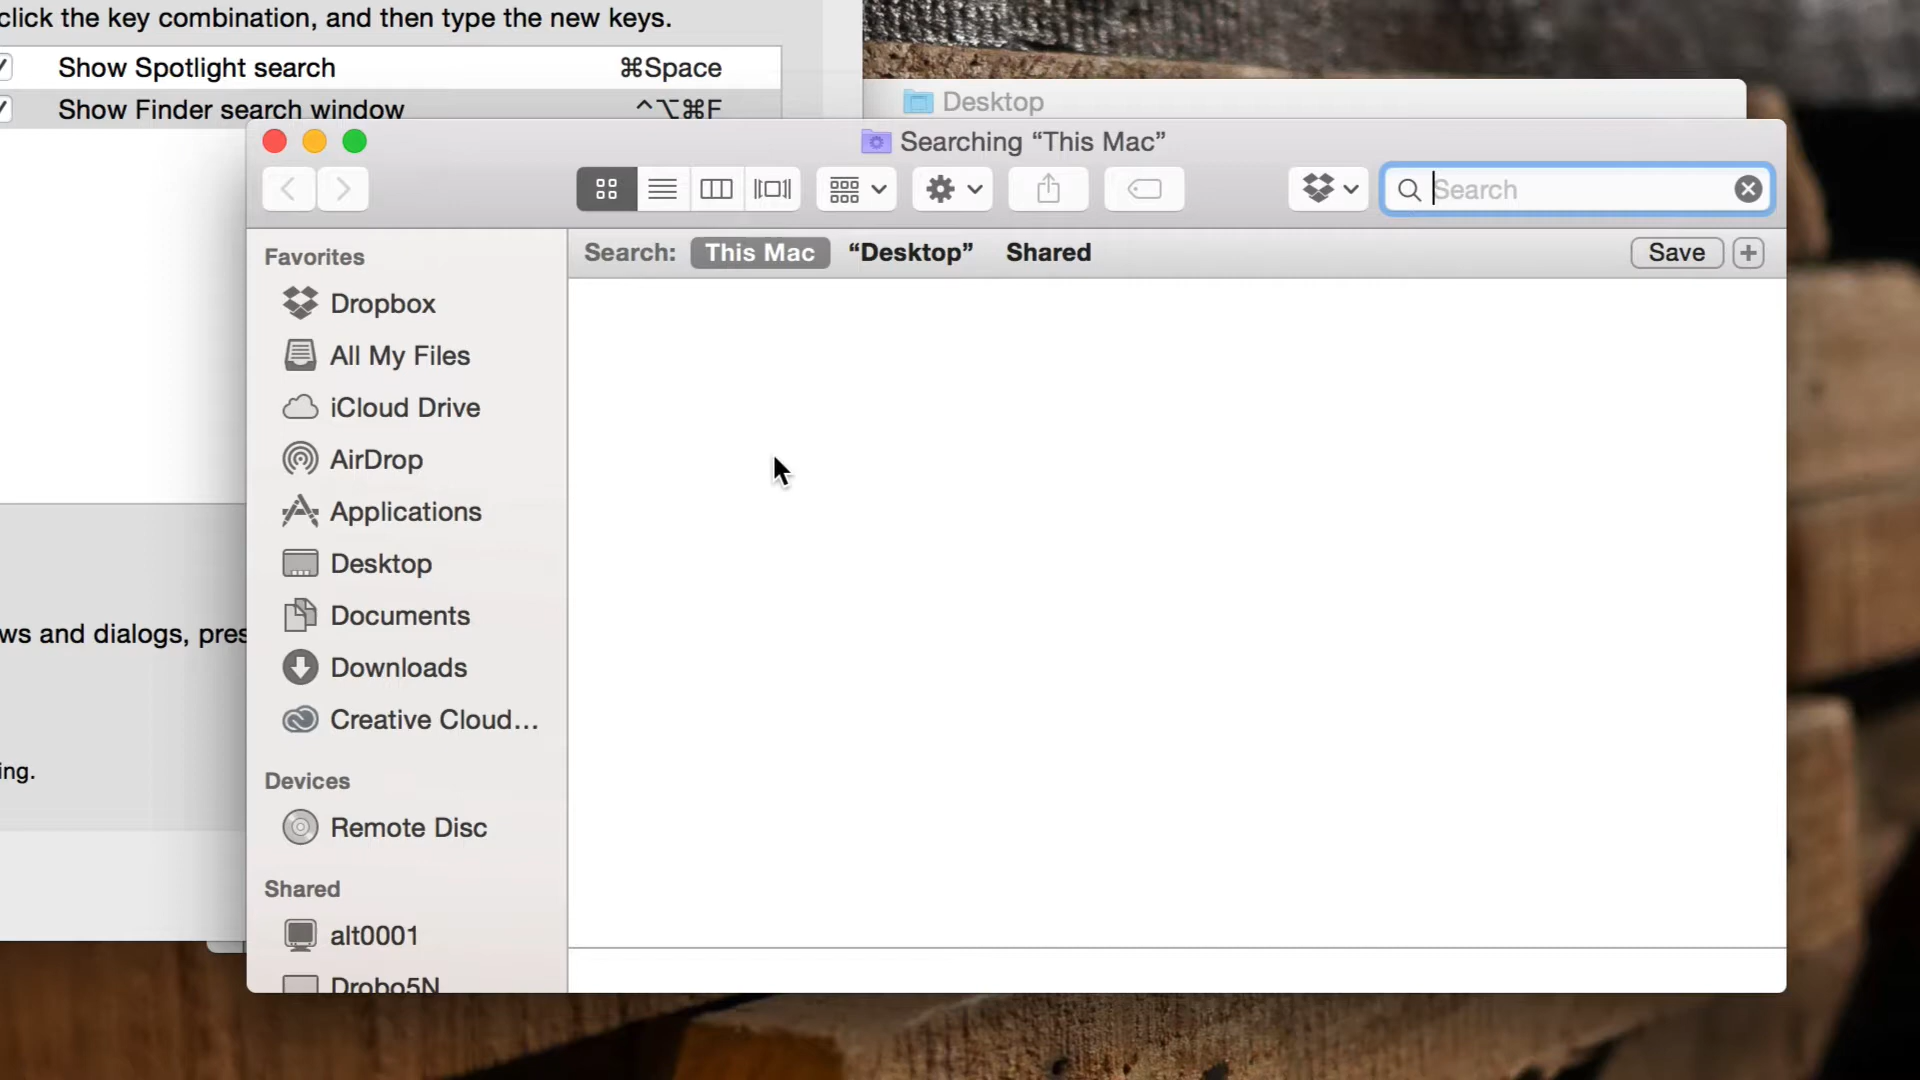 click the key combination, and then type the new keys.
Show Spotlight search ⌘Space
Show Finder search window ^⌥⌘F
Desktop
Searching “This Mac”
Search
Search: This Mac “Desktop” Shared Save +
Favorites
Dropbox
All My Files
iCloud Drive
AirDrop
Applications
Desktop
Documents
Downloads
Creative Cloud...
Devices
Remote Disc
Shared
alt0001
Drobo5N
ws and dialogs, pres
ing.